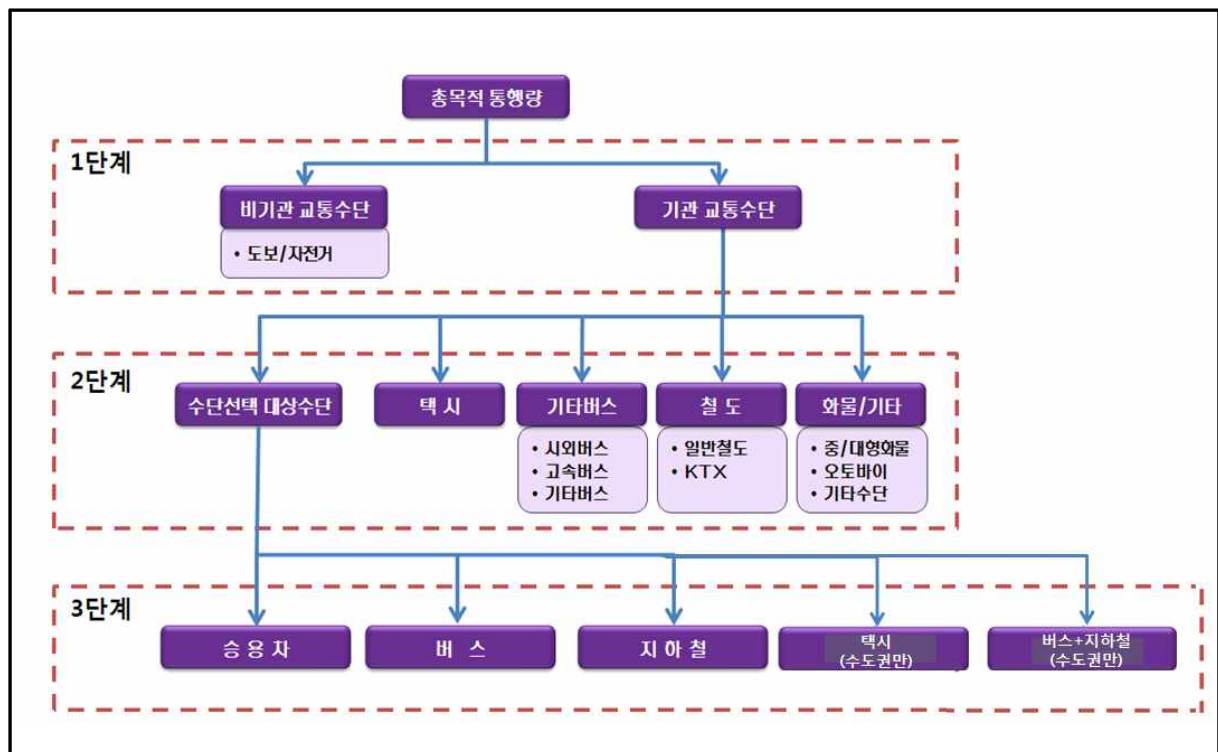 총목적 통행량
1단계
비기관 교통수단
기관 교통수단
• 도보/자전거
2단계
수단선택 대상수단
택 시
기타버스
철 도
화물/기타
• 시외버스
• 고속버스
• 기타버스
• 일반철도
• KTX
• 중/대형화물
• 오토바이
• 기타수단
3단계
승 용 차
버 스
지 하 철
택시
(수도권만)
버스+지하철
(수도권만)